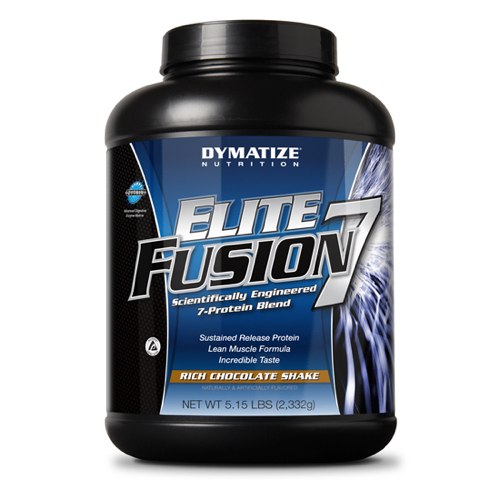 DYMATIZE
NUTRITION
ELITE
FUSION 7
Scientifically Engineered
7-Protein Blend
Sustained Release Protein
Lean Muscle Formula
Incredible Taste
RICH CHOCOLATE SHAKE
NATURALLY & ARTIFICIALLY FLAVORED
NET WT 5.15 LBS (2,332g)